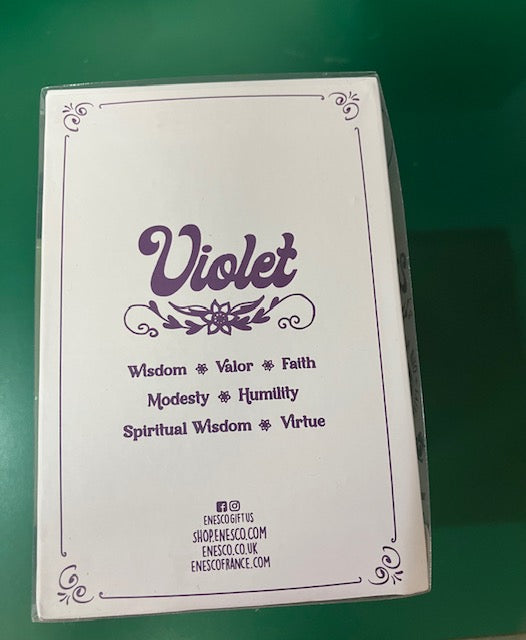 Violet
Wisdom Valor Faith
Modesty Humility
Spiritual Wisdom Virtue
ENESCOGIFTUS
SHOP.ENESCO.COM
ENESCO.CO.UK
ENESCOFRANCE.COM